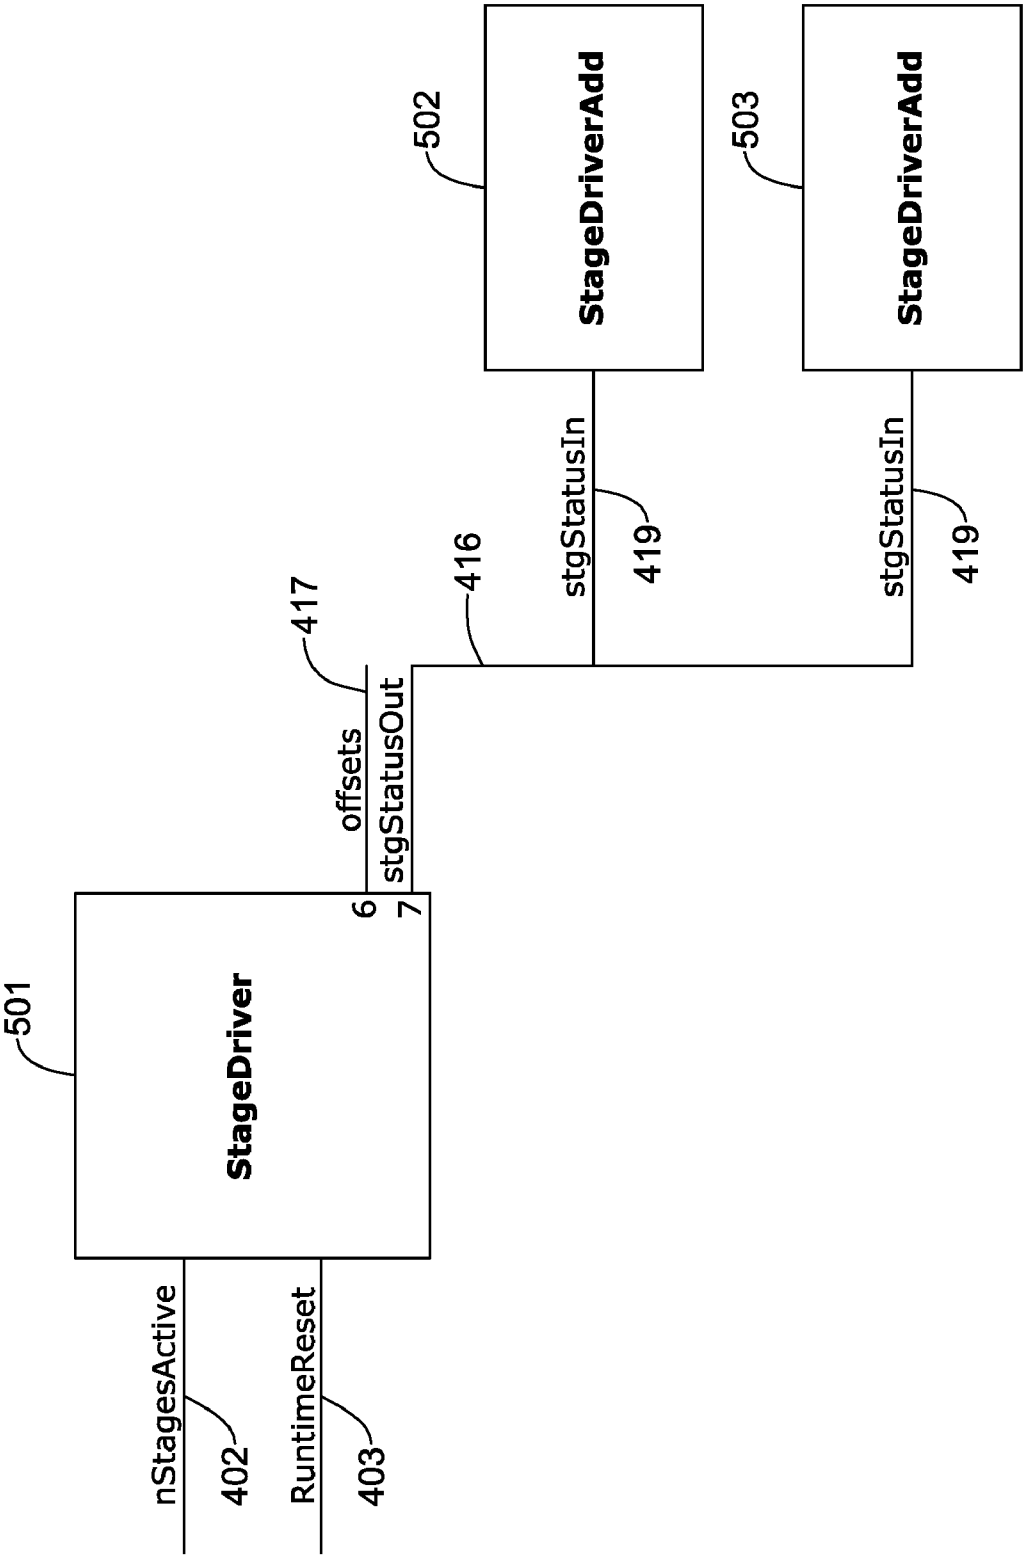 501
nStagesActive
402
RuntimeReset
403
StageDriver
6
7
offsets
417
stgStatusOut
416
stgStatusIn
419
502
StageDriverAdd
stgStatusIn
419
503
StageDriverAdd